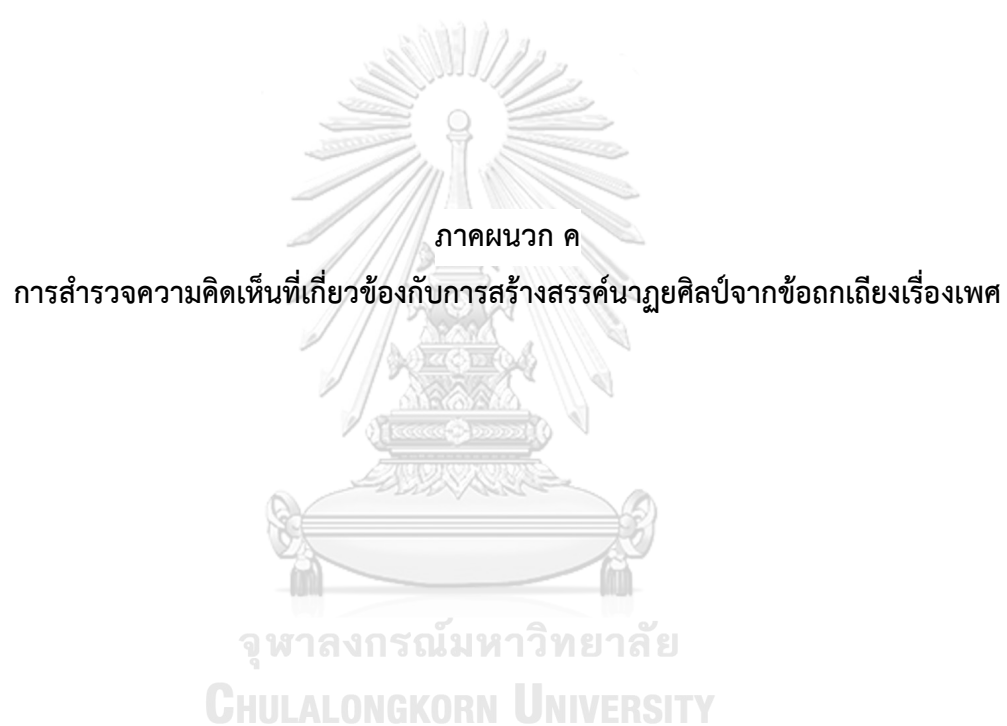 ภาคผนวก ค
การสำรวจความคิดเห็นที่เกี่ยวข้องกับการสร้างสรรค์นาฏยศิลป์จากข้อถกเถียงเรื่องเพศ
จุฬาลงกรณ์มหาวิทยาลัย
CHULALONGKORN UNIVERSITY